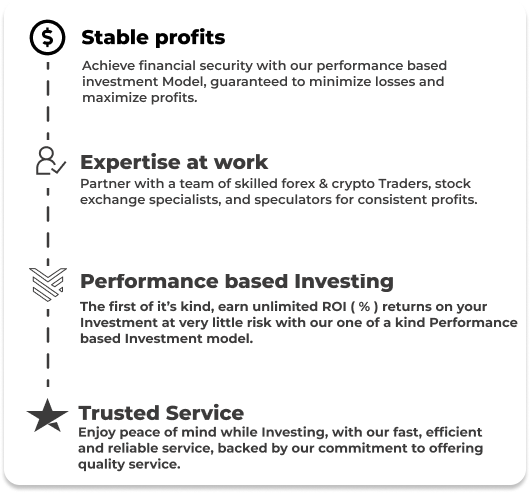 Stable profits
Achieve financial security with our performance based
investment Model, guaranteed to minimize losses and
maximize profits.
Expertise at work
Partner with a team of skilled forex & crypto Traders, stock
exchange specialists, and speculators for consistent profits.
Performance based Investing
The first of it’s kind, earn unlimited ROI ( % ) returns on your
Investment at very little risk with our one of a kind Performance
based Investment model.
Trusted Service
Enjoy peace of mind while Investing, with our fast, efficient
and reliable service, backed by our commitment to offering
quality service.